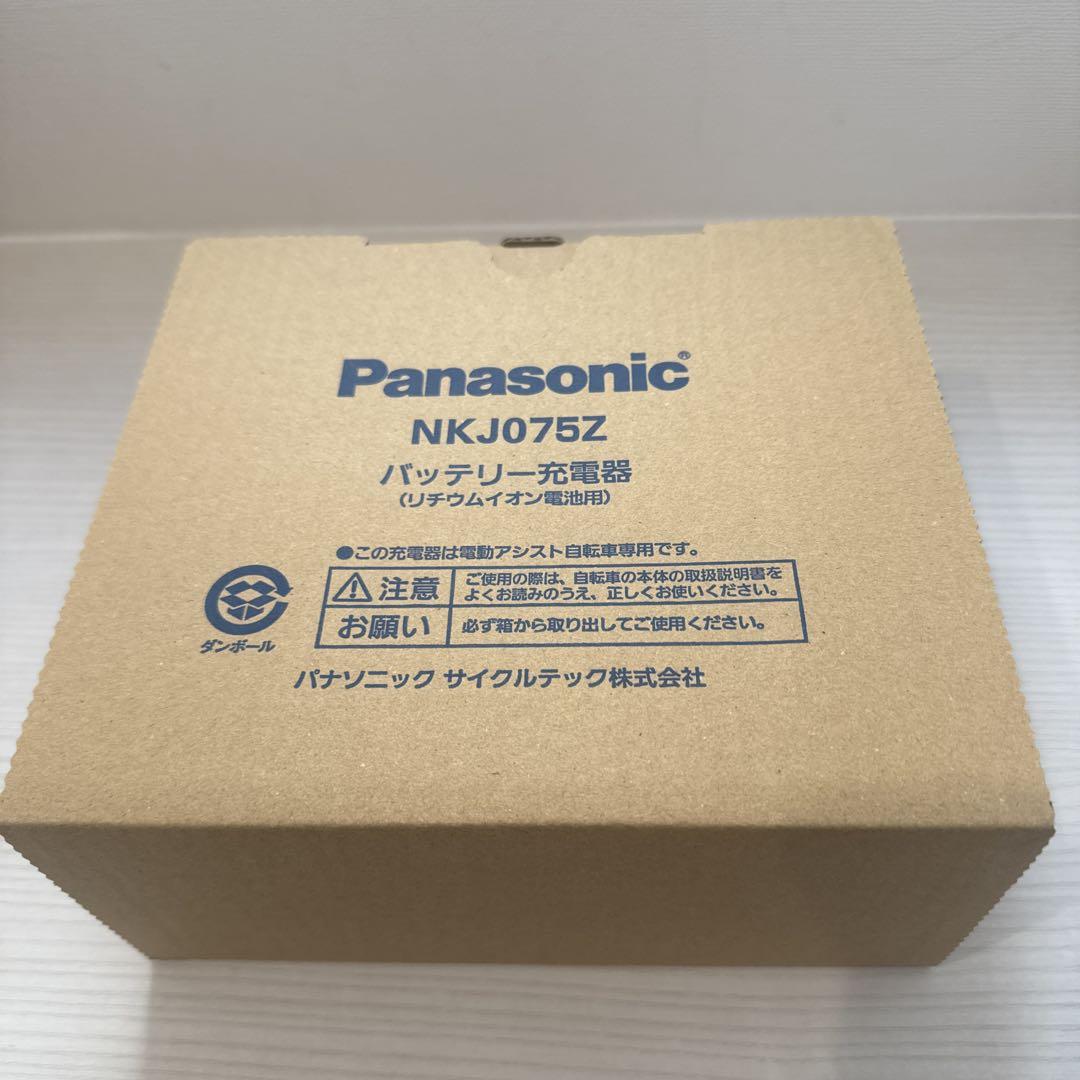 Panasonic®
NKJ075Z
バッテリー充電器
(リチウムイオン電池用)
●この充電器は電動アシスト自転車専用です。
注意 ご使用の際は、自転車の本体の取扱説明書を
よくお読みのうえ、正しくお使いください。
お願い 必ず箱から取り出してご使用ください。
ダンボール
パナソニック サイクルテック株式会社